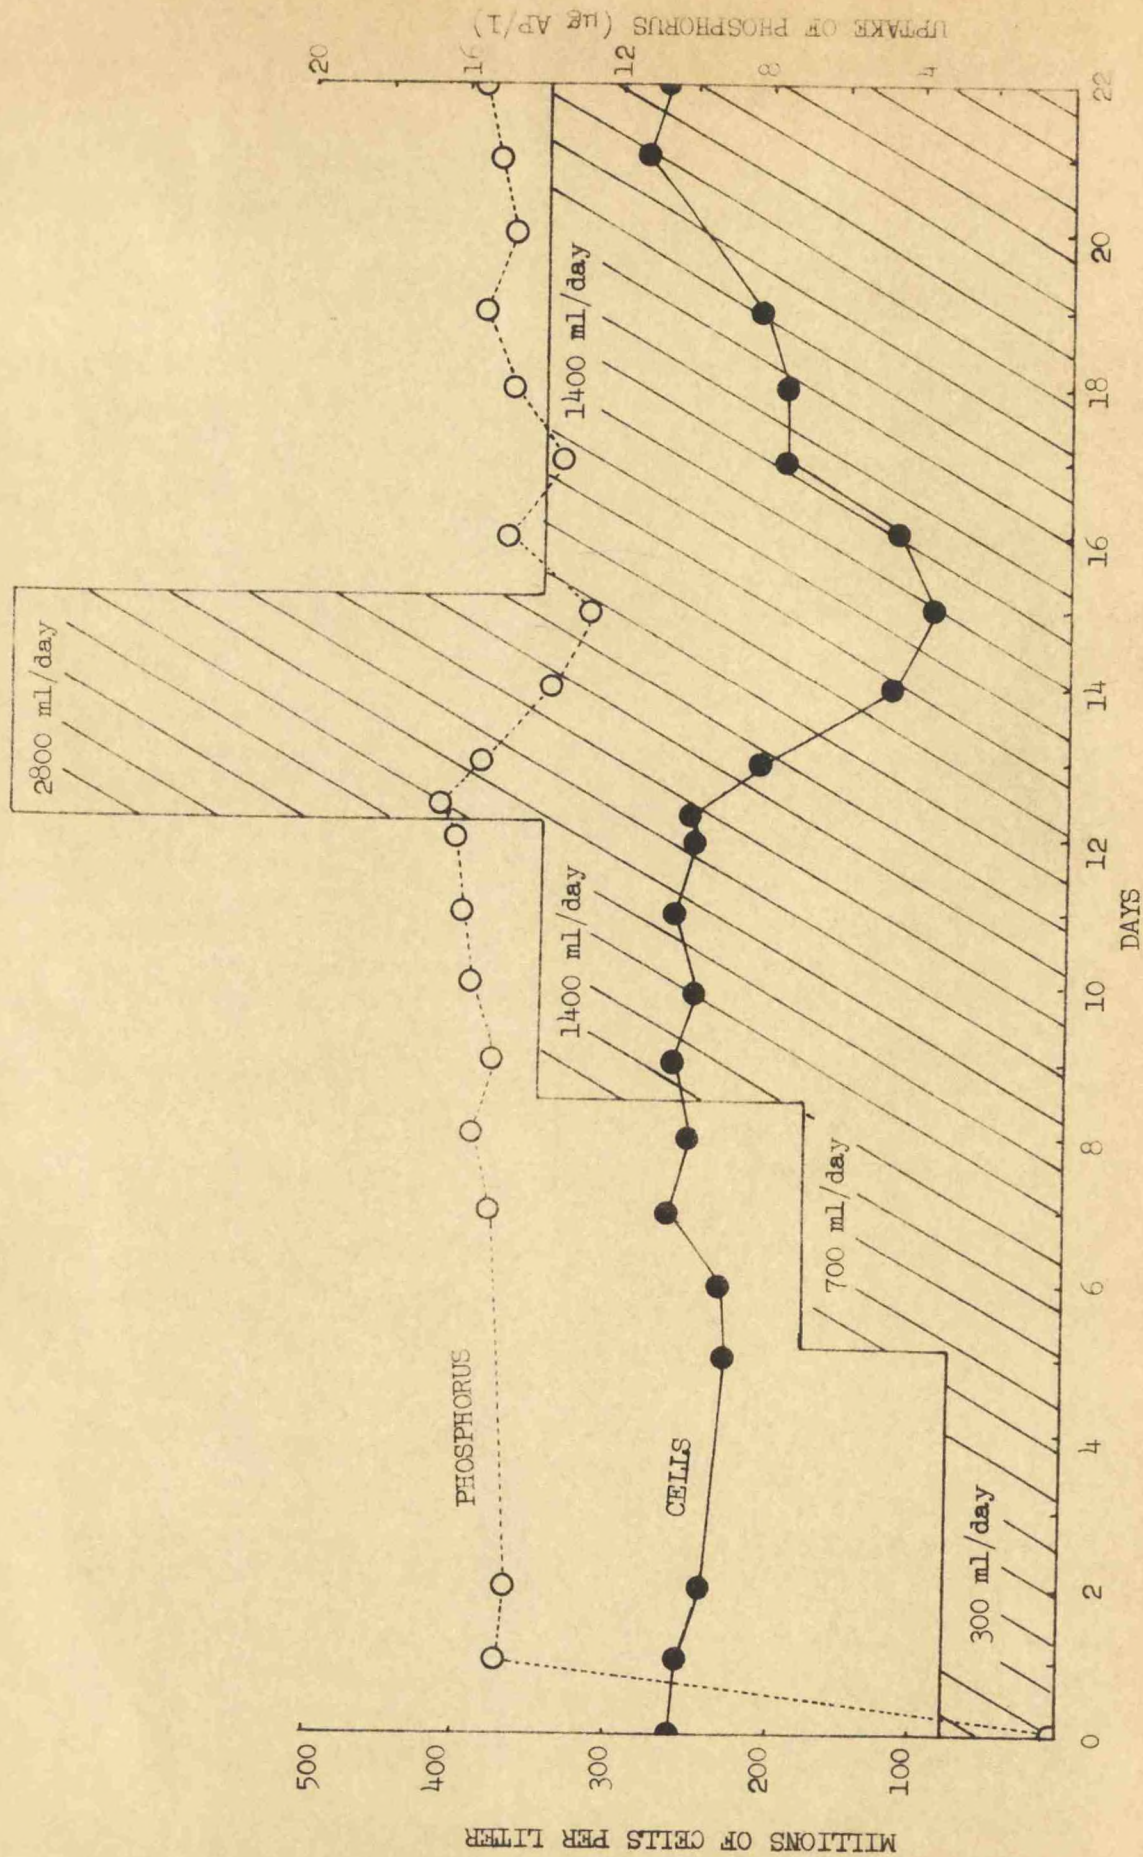 MILLIONS OF CELLS PER LITER
500
400
300
200
100
UPTAKE OF PHOSPHORUS (µg AP/l)
20
16
12
8
4
2800 ml/day
1400 ml/day
1400 ml/day
700 ml/day
300 ml/day
PHOSPHORUS
CELLS
0 2 4 6 8 10 12 14 16 18 20 22
DAYS